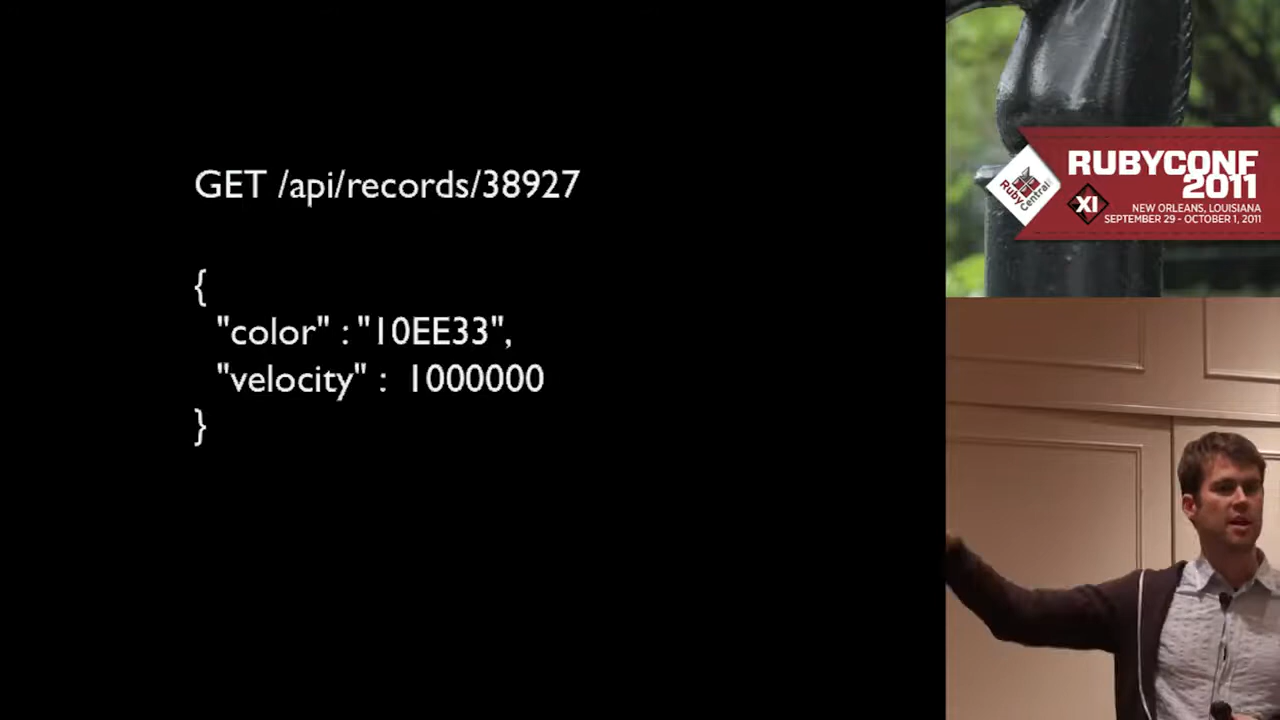 GET /api/records/38927
{
"color" : "10EE33",
"velocity" : 1000000
}
RUBYCONF
2011
NEW ORLEANS, LOUISIANA
SEPTEMBER 29 - OCTOBER 1, 2011
XI
Ruby
Central